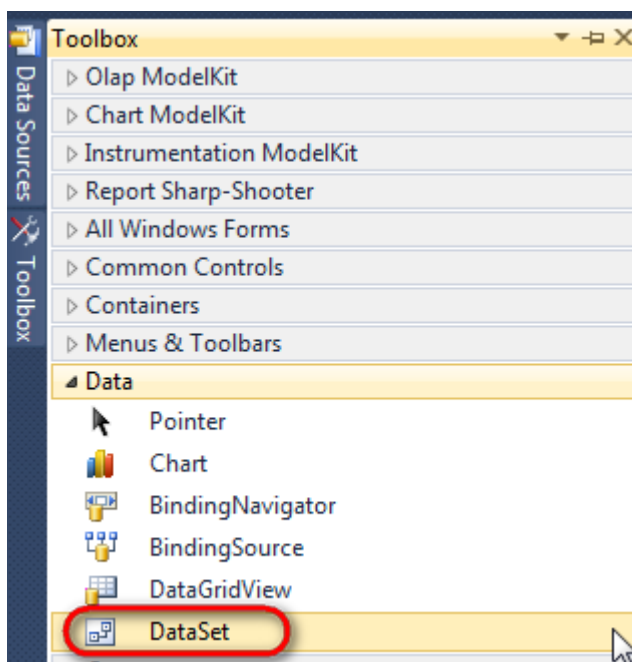 Toolbox
Data Sources
Toolbox
Olap ModelKit
Chart ModelKit
Instrumentation ModelKit
Report Sharp-Shooter
All Windows Forms
Common Controls
Containers
Menus & Toolbars
Data
Pointer
Chart
BindingNavigator
BindingSource
DataGridView
DataSet